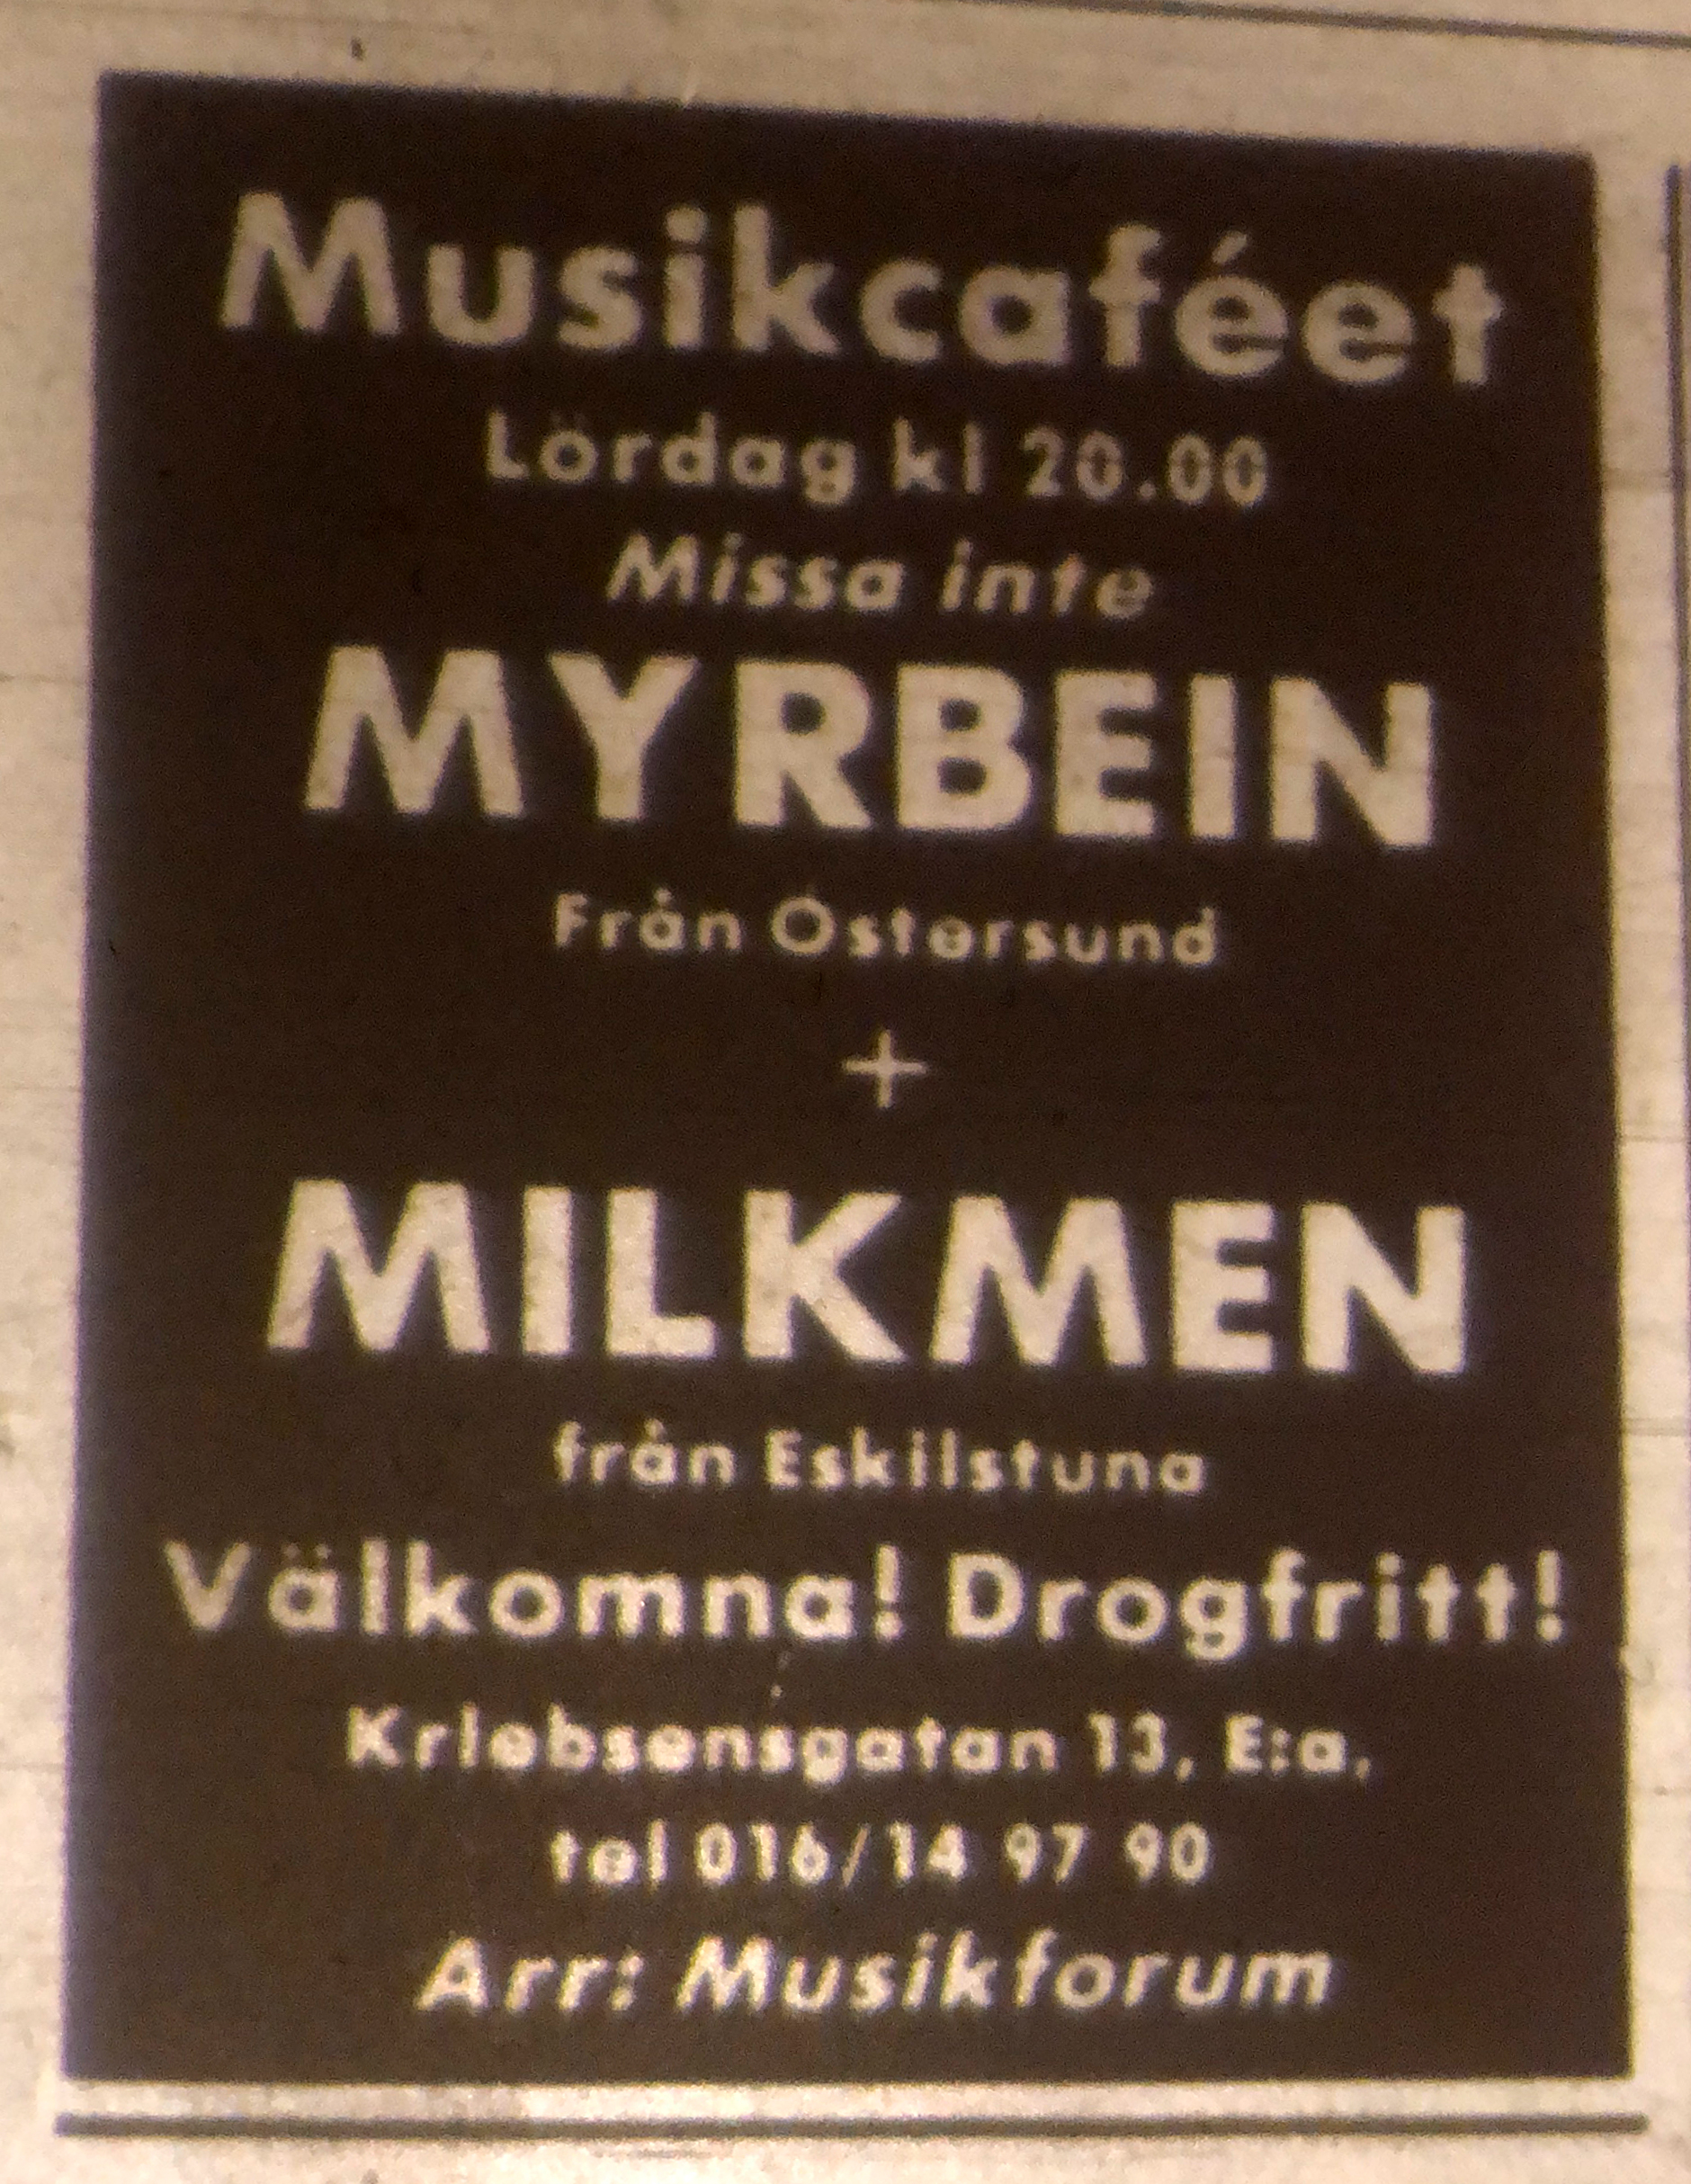 Musikcaféet
Lördag kl 20.00
Missa inte
MYRBEIN
Från Östersund
+
MILKMEN
från Eskilstuna
Välkomna! Drogfritt!
Kriebsensgatan 13, E:a,
tel 016/14 97 90
Arr: Musikforum